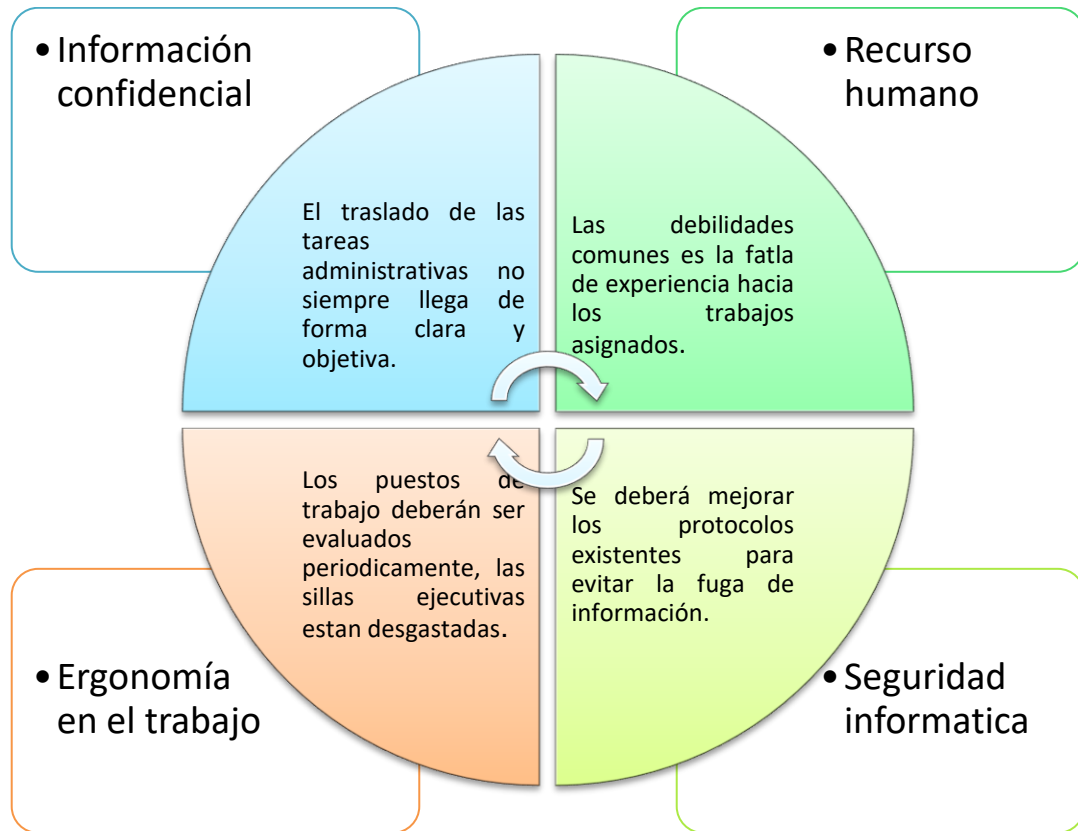 • Información
confidencial
El traslado de las
tareas
administrativas no
siempre llega de
forma clara y
objetiva.
• Recurso
humano
Las debilidades
comunes es la fatla
de experiencia hacia
los trabajos
asignados.
Los puestos de
trabajo deberán ser
evaluados
periodicamente, las
sillas ejecutivas
estan desgastadas.
• Ergonomía
en el trabajo
Se deberá mejorar
los protocolos
existentes para
evitar la fuga de
información.
• Seguridad
informatica